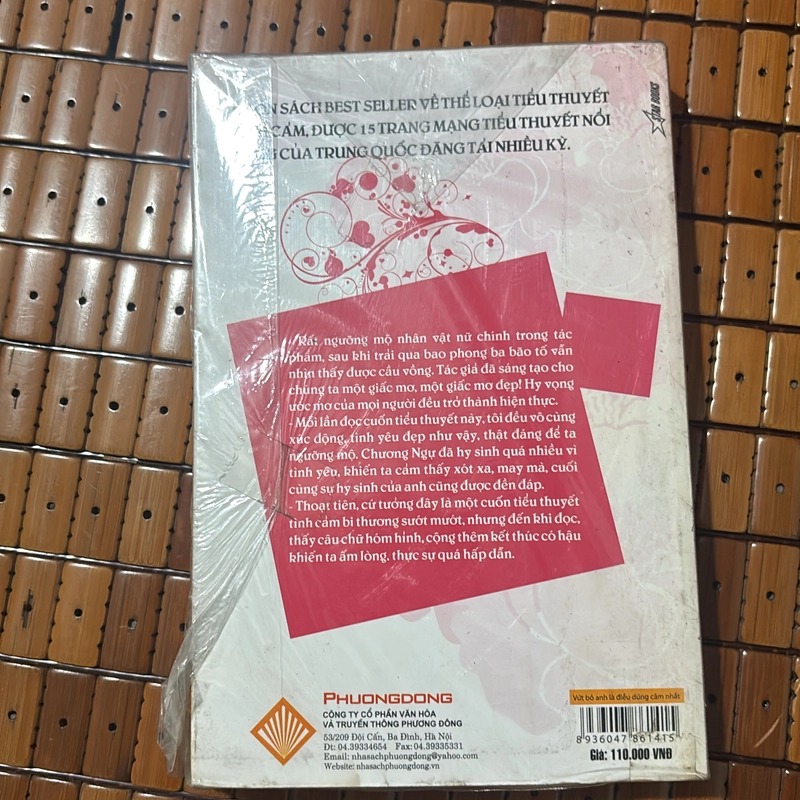 SÁCH BEST SELLER VỀ THỂ LOẠI TIỂU THUYẾT
CẢM, ĐƯỢC 15 TRANG MẠNG TIỂU THUYẾT NỔI
CỦA TRUNG QUỐC ĐĂNG TẢI NHIỀU KỲ.
STAR BOOKS
- Rất ngưỡng mộ nhân vật nữ chính trong tác
phẩm, sau khi trải qua bao phong ba bão tố vẫn
nhìn thấy được cầu vồng. Tác giả đã sáng tạo cho
chúng ta một giấc mơ, một giấc mơ đẹp! Hy vọng
ước mơ của mọi người đều trở thành hiện thực.
- Mỗi lần đọc cuốn tiểu thuyết này, tôi đều vô cùng
xúc động, tình yêu đẹp như vậy, thật đáng để ta
ngưỡng mộ. Chương Ngự đã hy sinh quá nhiều vì
tình yêu, khiến ta cảm thấy xót xa, may mà, cuối
cùng sự hy sinh của anh cũng được đền đáp.
- Thoạt tiên, cứ tưởng đây là một cuốn tiểu thuyết
tình cảm bi thương sướt mướt, nhưng đến khi đọc,
thấy câu chữ hóm hỉnh, cộng thêm kết thúc có hậu
khiến ta ấm lòng, thực sự quá hấp dẫn.
PHUONGDONG
CÔNG TY CỔ PHẦN VĂN HÓA
VÀ TRUYỀN THÔNG PHƯƠNG ĐÔNG
53/209 Đội Cấn, Ba Đình, Hà Nội
Đt: 04.39334654 Fax: 04.39335331
Email: nhasachphuongdong@yahoo.com
Website: nhasachphuongdong.vn
Vứt bỏ anh là điều dũng cảm nhất
8936047 861415
Giá: 110.000 VNĐ